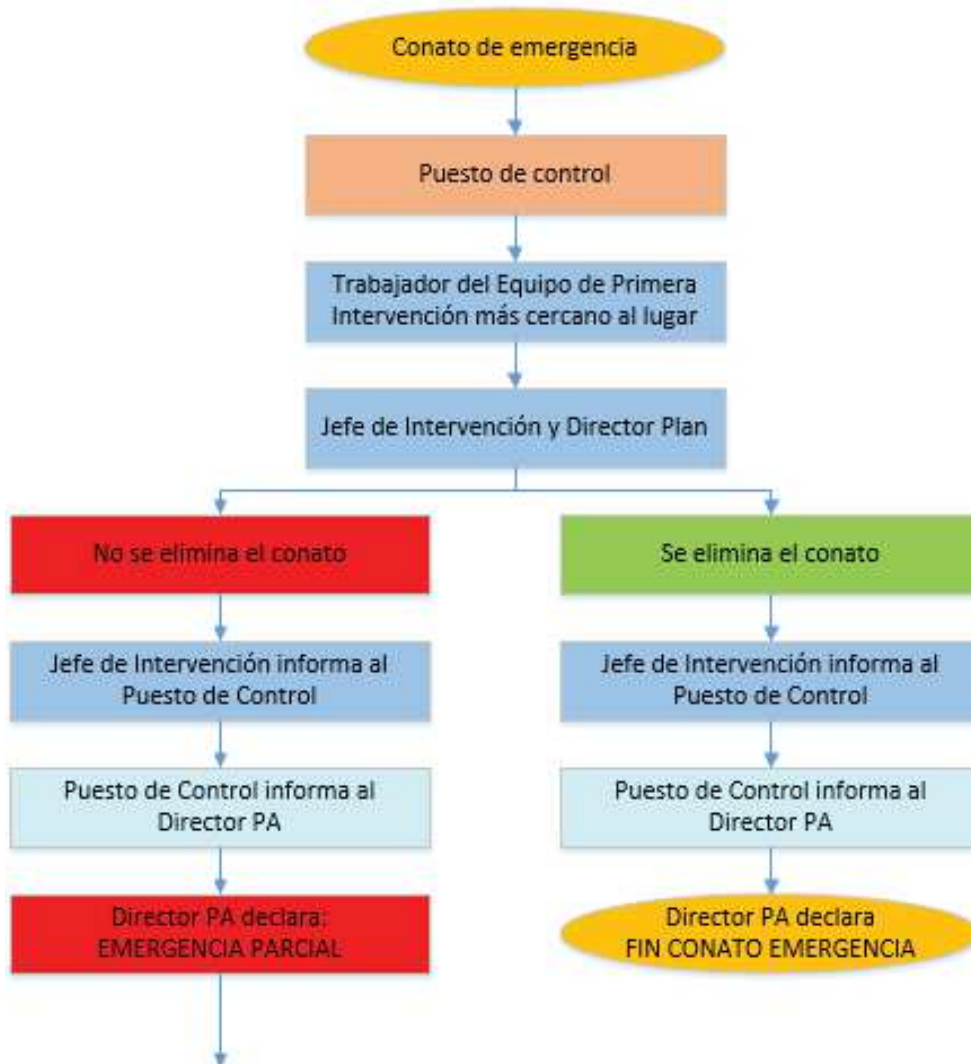 Conato de emergencia
Puesto de control
Trabajador del Equipo de Primera
Intervención más cercano al lugar
Jefe de Intervención y Director Plan
No se elimina el conato
Se elimina el conato
Jefe de Intervención informa al
Puesto de Control
Jefe de Intervención informa al
Puesto de Control
Puesto de Control informa al
Director PA
Puesto de Control informa al
Director PA
Director PA declara:
EMERGENCIA PARCIAL
Director PA declara
FIN CONATO EMERGENCIA